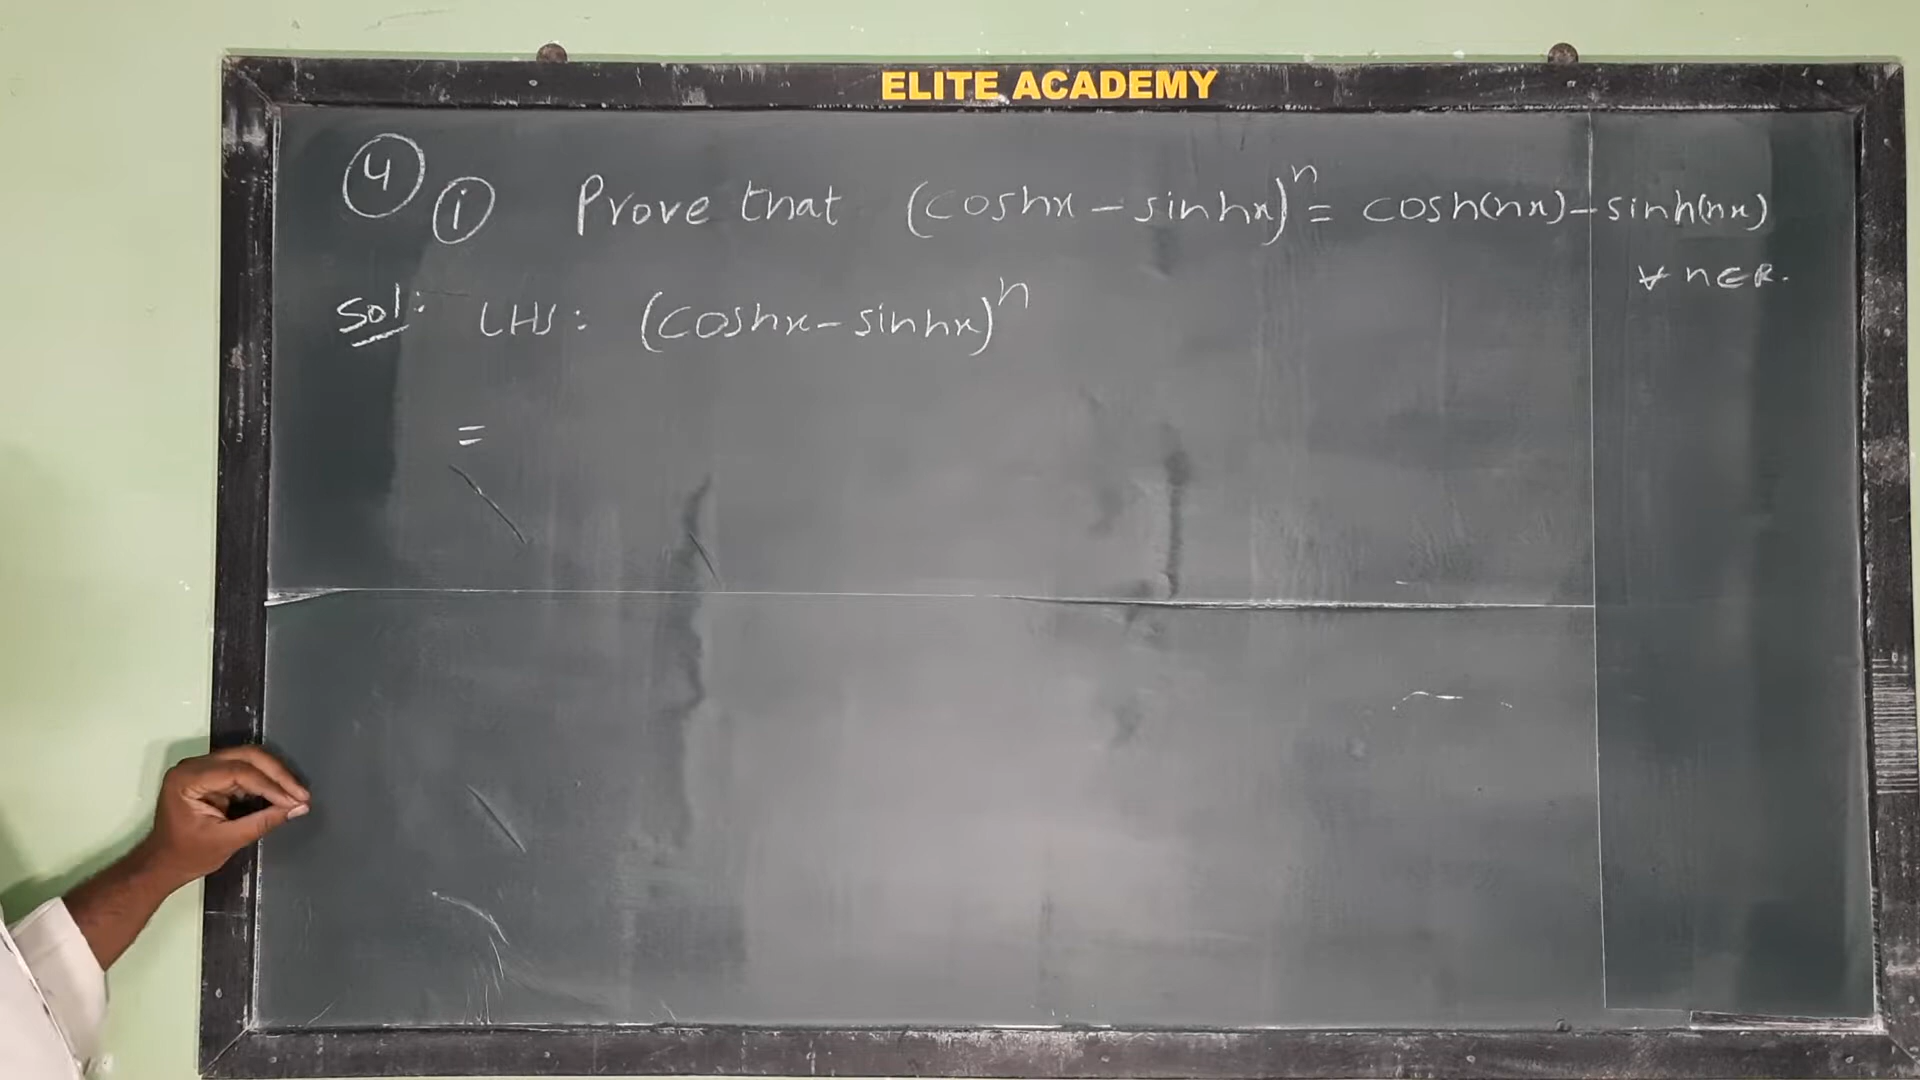 ELITE ACADEMY
④ ⓘ Prove that (coshx - sinhx)ⁿ = cosh(nx) - sinh(nx)
∀ n∈R.
Sol: LHS: (coshx - sinhx)ⁿ
=